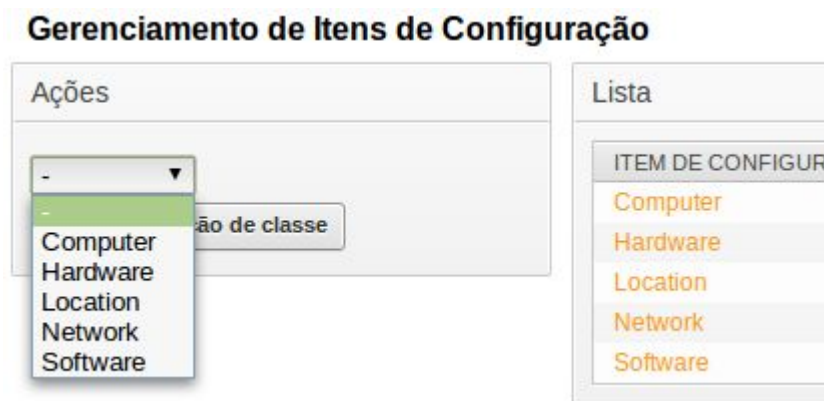 Gerenciamento de Itens de Configuração
Ações
-
-
Computer
Hardware
Location
Network
Software
ão de classe
Lista
ITEM DE CONFIGUR
Computer
Hardware
Location
Network
Software